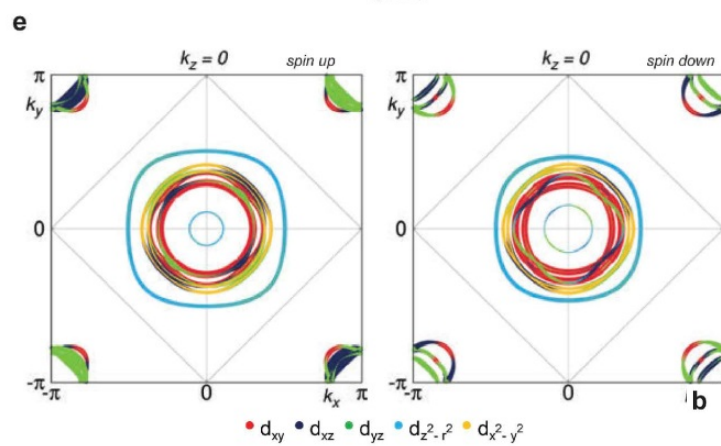 e
k_z = 0 spin up
k_z = 0 spin down
π
π
k_y
k_y
0
0
-π
-π
-π 0 k_x π
0
b
d_xy d_xz d_yz d_z²-r² d_x²-y²